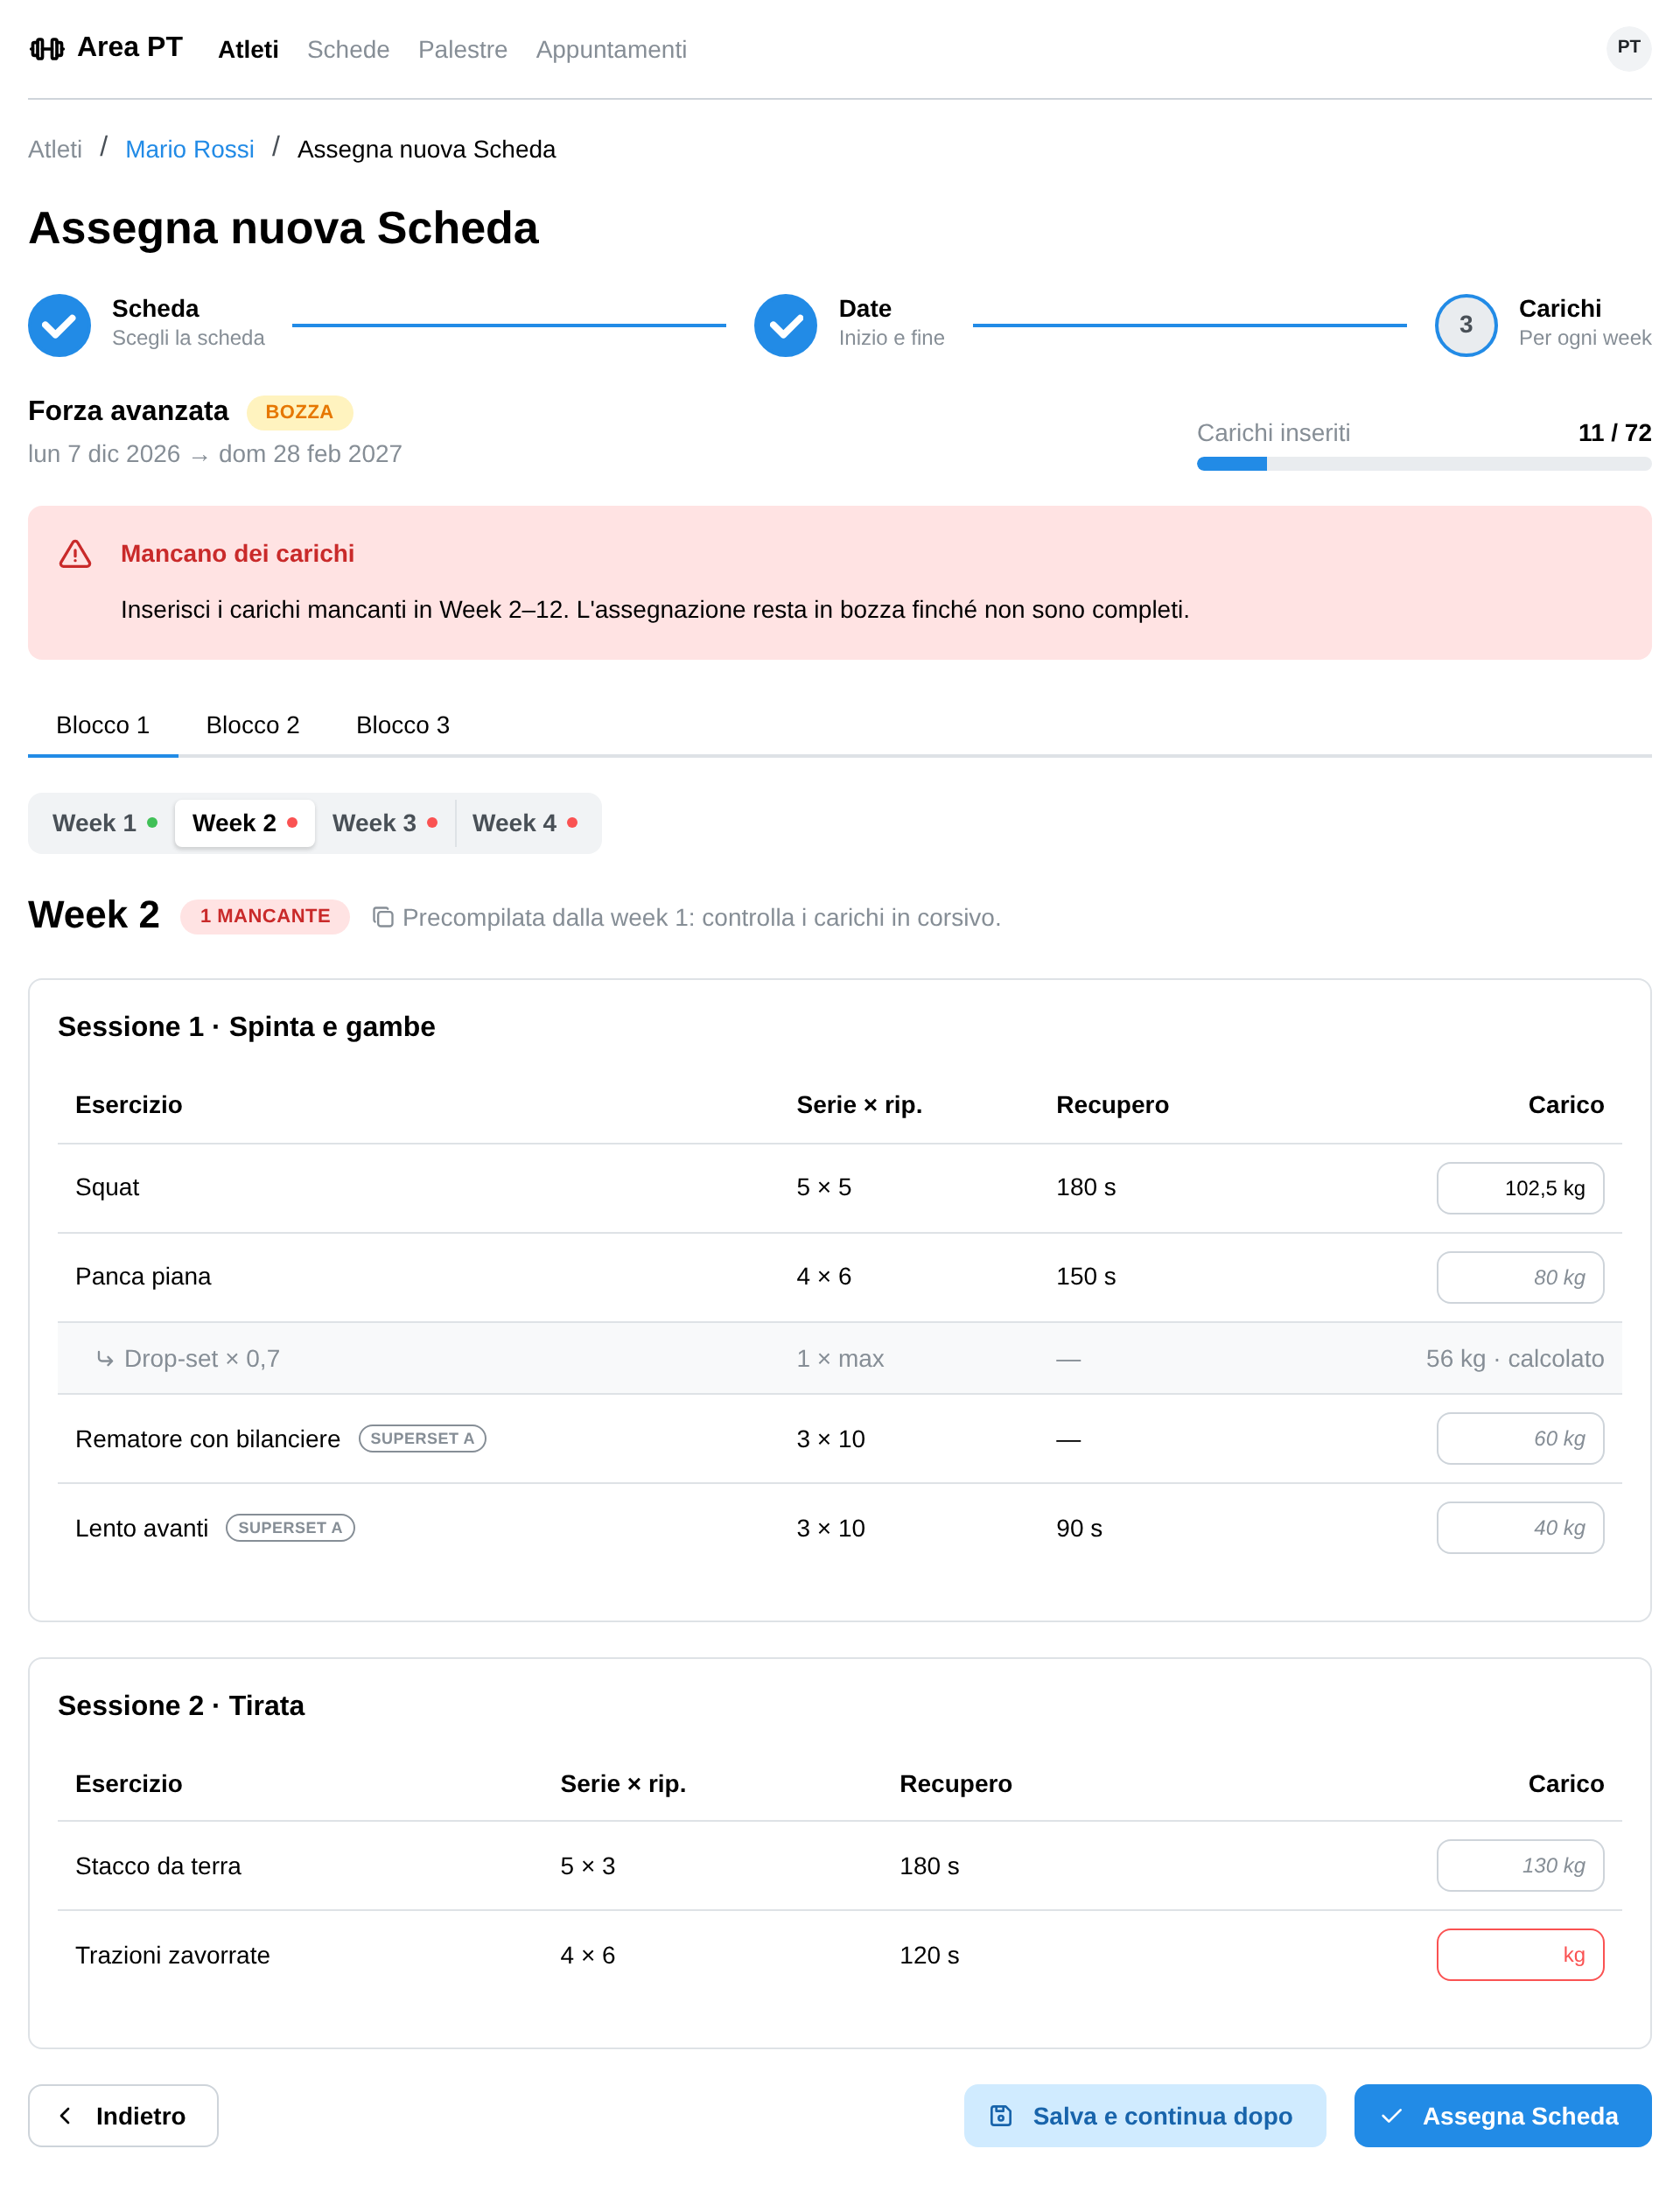 Area PT Atleti Schede Palestre Appuntamenti PT
Atleti / Mario Rossi / Assegna nuova Scheda
Assegna nuova Scheda
Scheda
Scegli la scheda
Date
Inizio e fine
3
Carichi
Per ogni week
Forza avanzata BOZZA
lun 7 dic 2026 → dom 28 feb 2027
Carichi inseriti 11 / 72
Mancano dei carichi
Inserisci i carichi mancanti in Week 2–12. L'assegnazione resta in bozza finché non sono completi.
Blocco 1 Blocco 2 Blocco 3
Week 1 Week 2 Week 3 Week 4
Week 2 1 MANCANTE Precompilata dalla week 1: controlla i carichi in corsivo.
Sessione 1 · Spinta e gambe
Esercizio Serie × rip. Recupero Carico
Squat 5 × 5 180 s 102,5 kg
Panca piana 4 × 6 150 s 80 kg
Drop-set × 0,7 1 × max — 56 kg · calcolato
Rematore con bilanciere SUPERSET A 3 × 10 — 60 kg
Lento avanti SUPERSET A 3 × 10 90 s 40 kg
Sessione 2 · Tirata
Esercizio Serie × rip. Recupero Carico
Stacco da terra 5 × 3 180 s 130 kg
Trazioni zavorrate 4 × 6 120 s kg
Indietro Salva e continua dopo Assegna Scheda